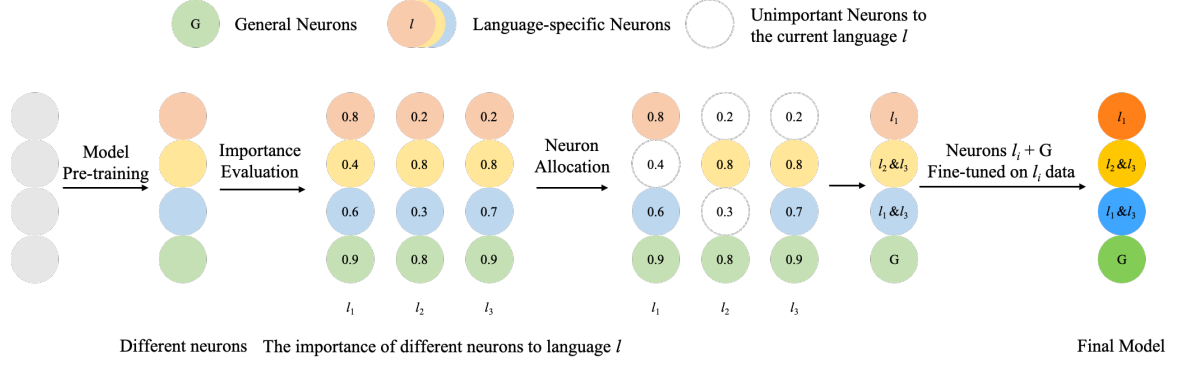 G General Neurons l Language-specific Neurons Unimportant Neurons to
the current language l
Model
Pre-training
Importance
Evaluation
0.8 0.2 0.2
0.4 0.8 0.8
0.6 0.3 0.7
0.9 0.8 0.9
l₁ l₂ l₃
Neuron
Allocation
0.8 0.2 0.2
0.4 0.8 0.8
0.6 0.3 0.7
0.9 0.8 0.9
l₁ l₂ l₃
l₁
l₂ &l₃
l₁ &l₃
G
Neurons lᵢ + G
Fine-tuned on lᵢ data
l₁
l₂ &l₃
l₁ &l₃
G
Different neurons The importance of different neurons to language l Final Model